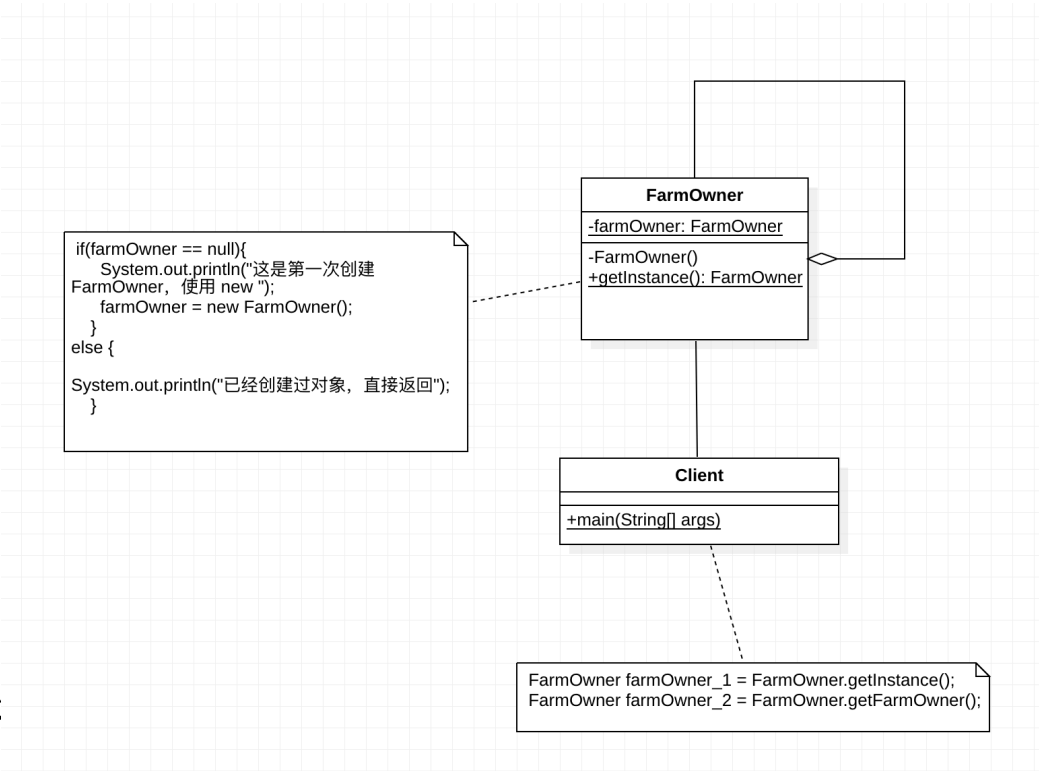 FarmOwner
-farmOwner: FarmOwner
-FarmOwner()
+getInstance(): FarmOwner
if(farmOwner == null){
System.out.println("这是第一次创建
FarmOwner，使用 new ");
farmOwner = new FarmOwner();
}
else {
System.out.println("已经创建过对象，直接返回");
}
Client
+main(String[] args)
FarmOwner farmOwner_1 = FarmOwner.getInstance();
FarmOwner farmOwner_2 = FarmOwner.getFarmOwner();